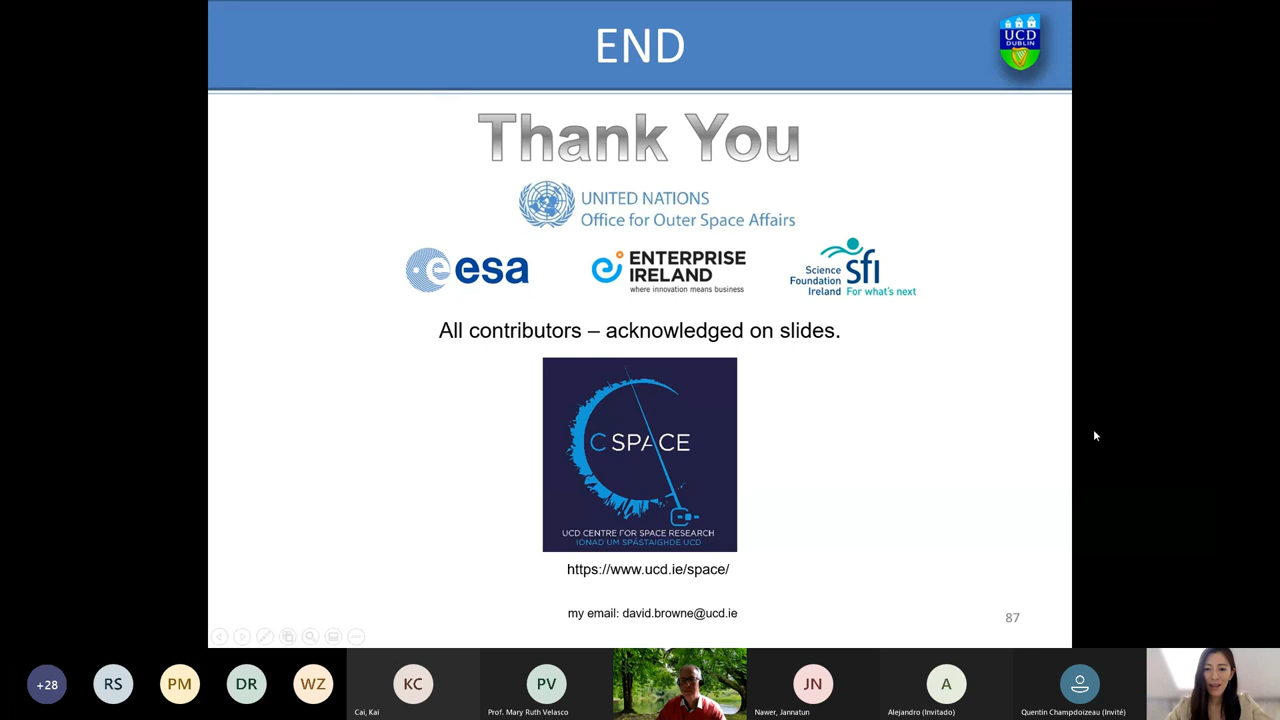 END
UCD
DUBLIN
Thank You
UNITED NATIONS
Office for Outer Space Affairs
esa
ENTERPRISE
IRELAND
where innovation means business
Science
Foundation
Ireland
sfi
For what's next
All contributors – acknowledged on slides.
C SPACE
UCD CENTRE FOR SPACE RESEARCH
IONAD UM SPÁSTAIGHDE UCD
https://www.ucd.ie/space/
my email: david.browne@ucd.ie
87
+28
RS
PM
DR
WZ
KC
Cai, Kai
PV
Prof. Mary Ruth Velasco
JN
Nawer, Jannatun
A
Alejandro (Invitado)
Quentin Champdoizeau (Invité)